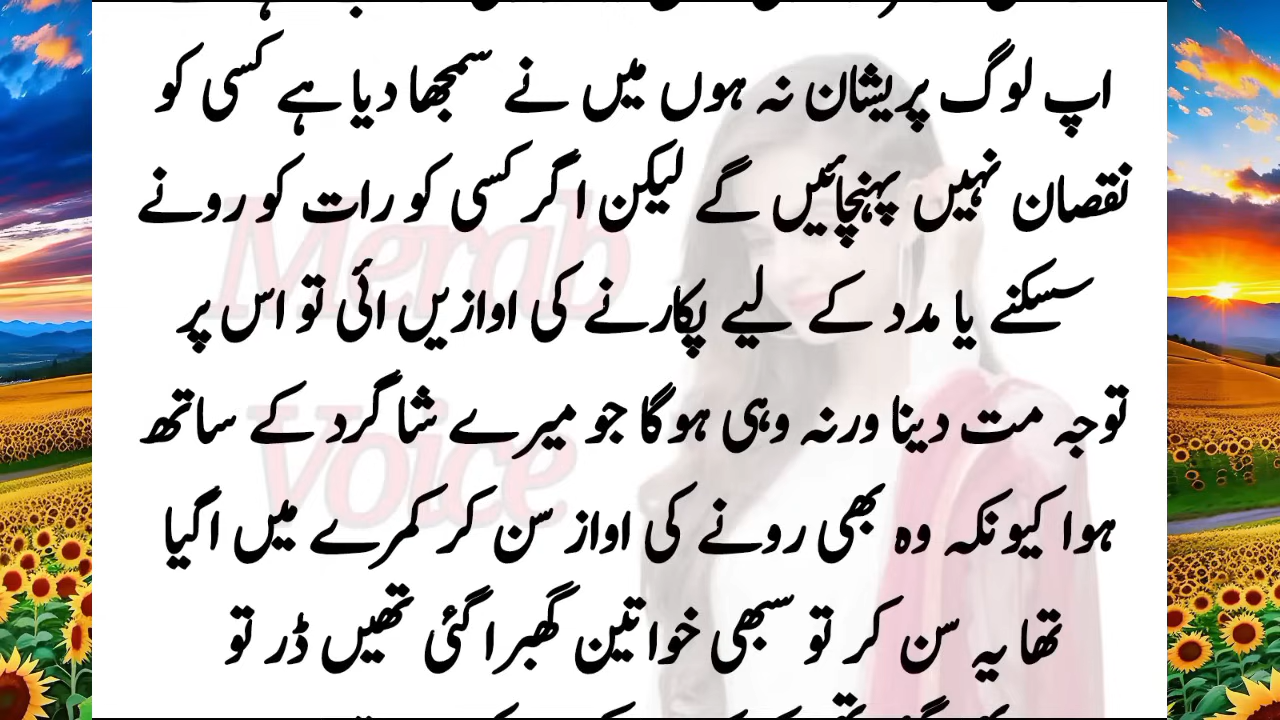 اپ لوگ پریشان نہ ہوں میں نے سمجھا دیا ہے کسی کو
نقصان نہیں پہنچائیں گے لیکن اگر کسی کو رات کو رونے
سسکنے یا مدد کے لیے پکارنے کی اوازیں ائی تو اس پر
توجہ مت دینا ورنہ وہی ہوگا جو میرے شاگرد کے ساتھ
ہوا کیونکہ وہ بھی رونے کی اواز سن کر کمرے میں اگیا
تھا یہ سن کر تو سبھی خواتین گھبرا گئی تھیں ڈر تو
Merab
Voice